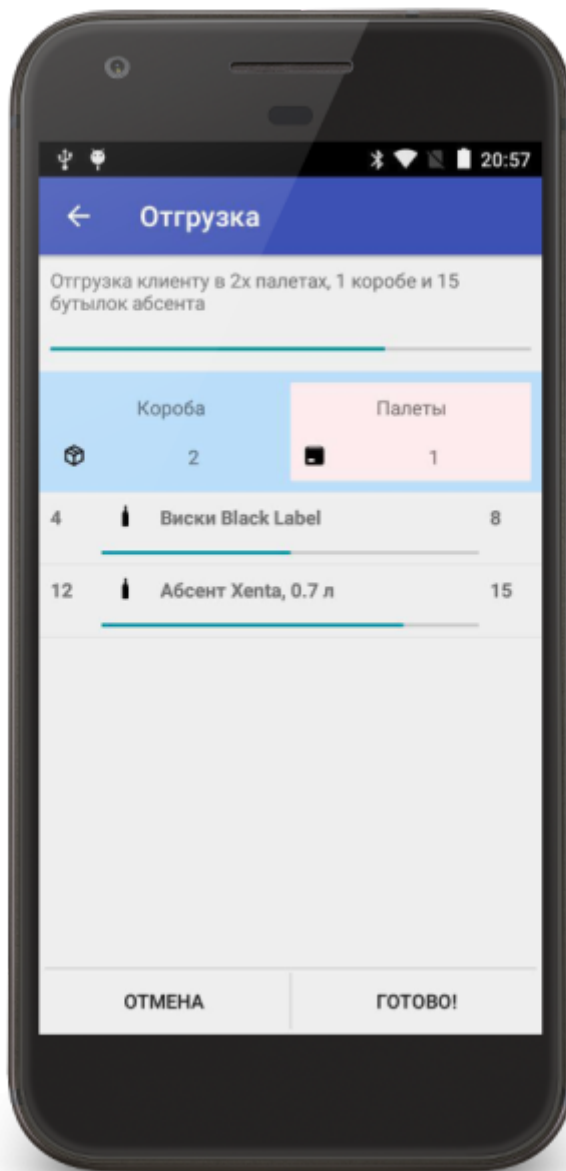 20:57
Отгрузка
Отгрузка клиенту в 2х палетах, 1 коробе и 15
бутылок абсента
Короба Палеты
2 1
4 Виски Black Label 8
12 Абсент Xenta, 0.7 л 15
ОТМЕНА ГОТОВО!